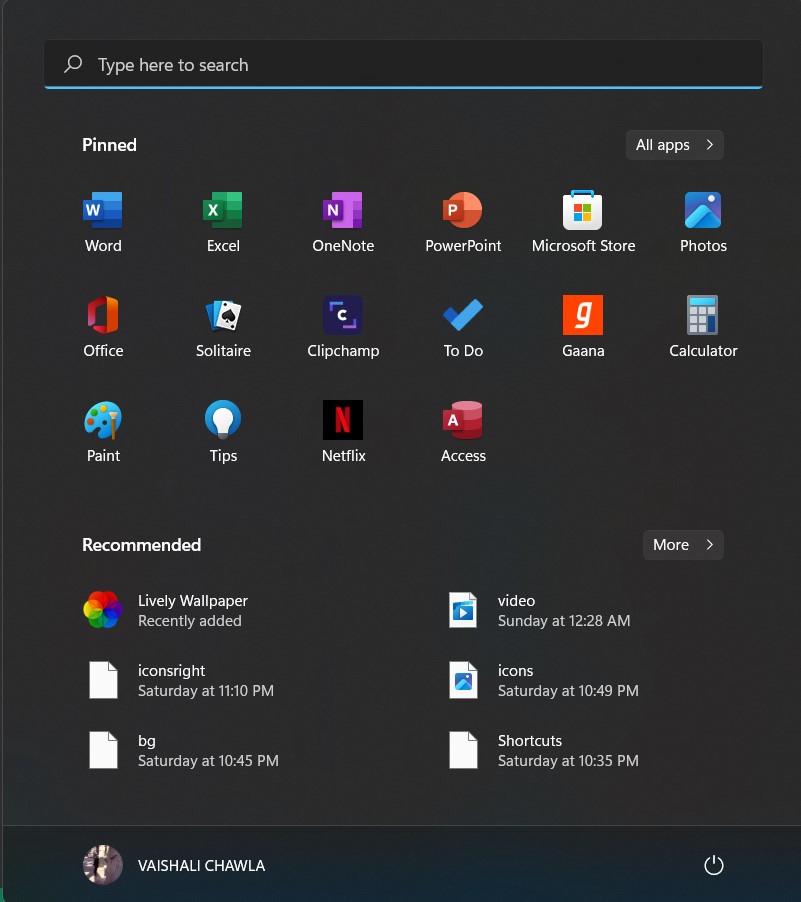 Type here to search
Pinned
All apps
W
X
N
P
Word
Excel
OneNote
PowerPoint
Microsoft Store
Photos
C
g
Office
Solitaire
Clipchamp
To Do
Gaana
Calculator
N
A
Paint
Tips
Netflix
Access
Recommended
More
Lively Wallpaper
Recently added
video
Sunday at 12:28 AM
iconsright
Saturday at 11:10 PM
icons
Saturday at 10:49 PM
bg
Saturday at 10:45 PM
Shortcuts
Saturday at 10:35 PM
VAISHALI CHAWLA